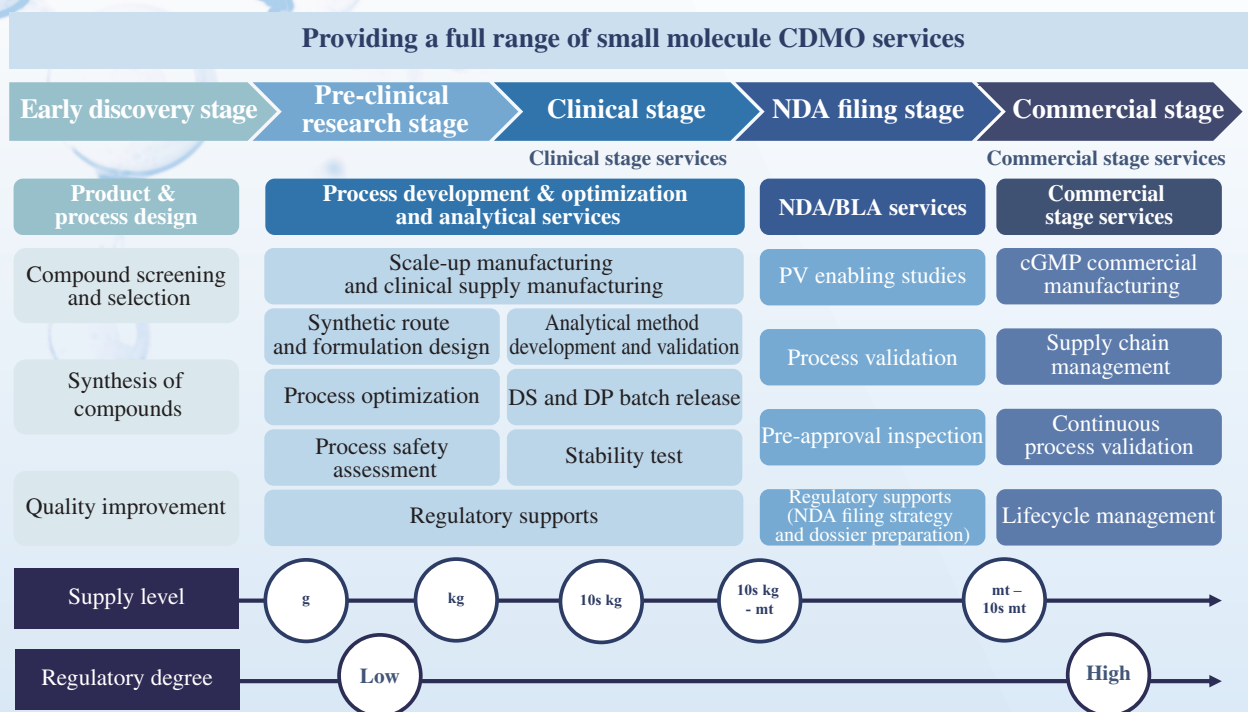 Providing a full range of small molecule CDMO services
Early discovery stage
Pre-clinical
research stage
Clinical stage
NDA filing stage
Commercial stage
Clinical stage services
Commercial stage services
Product &
process design
Process development & optimization
and analytical services
NDA/BLA services
Commercial
stage services
Compound screening
and selection
Synthesis of
compounds
Quality improvement
Scale-up manufacturing
and clinical supply manufacturing
Synthetic route
and formulation design
Analytical method
development and validation
Process optimization
DS and DP batch release
Process safety
assessment
Stability test
Regulatory supports
PV enabling studies
Process validation
Pre-approval inspection
Regulatory supports
(NDA filing strategy
and dossier preparation)
cGMP commercial
manufacturing
Supply chain
management
Continuous
process validation
Lifecycle management
Supply level
g
kg
10s kg
10s kg
- mt
mt –
10s mt
Regulatory degree
Low
High